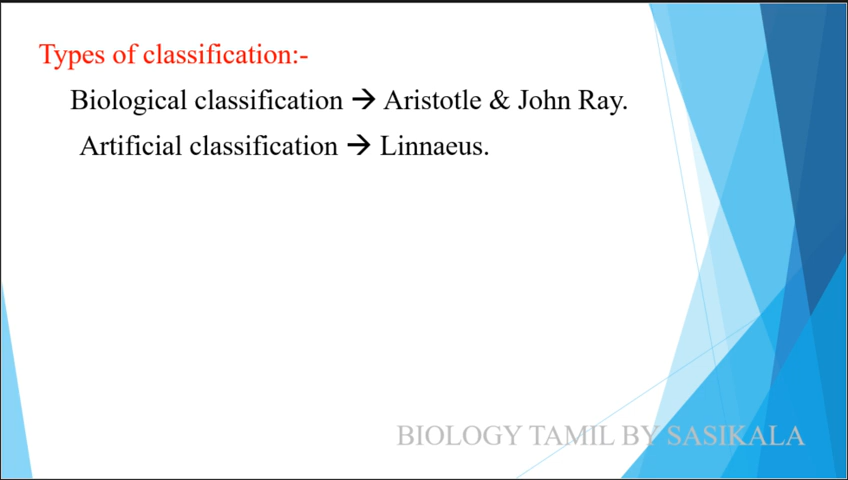 Types of classification:-
Biological classification → Aristotle & John Ray.
Artificial classification → Linnaeus.
BIOLOGY TAMIL BY SASIKALA